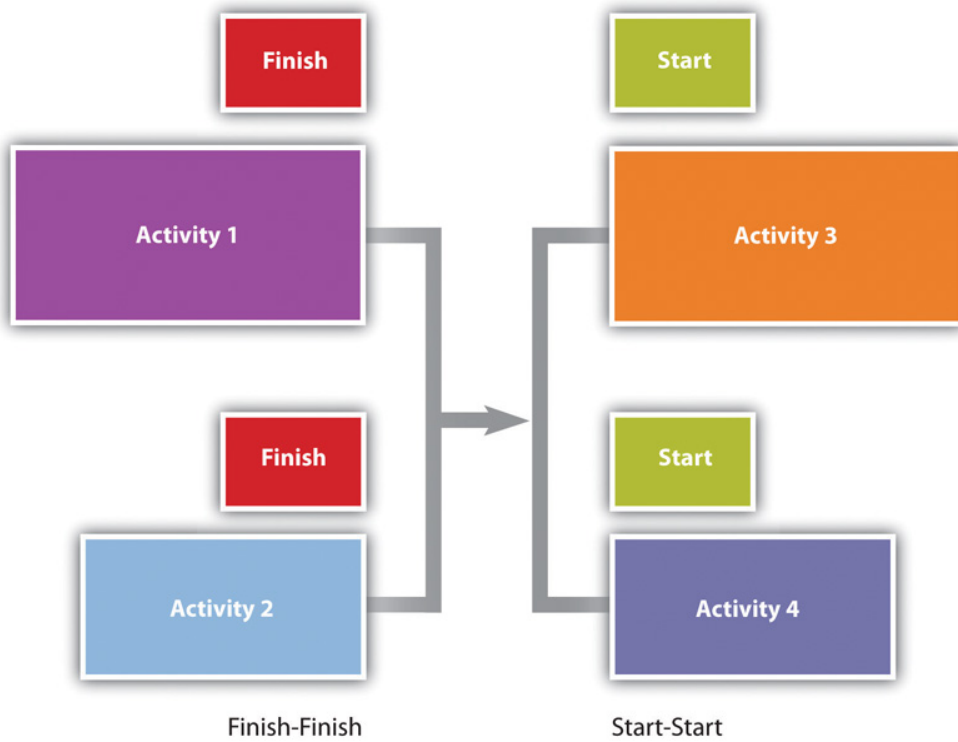 Finish
Start
Activity 1
Activity 3
Finish
Start
Activity 2
Activity 4
Finish-Finish
Start-Start